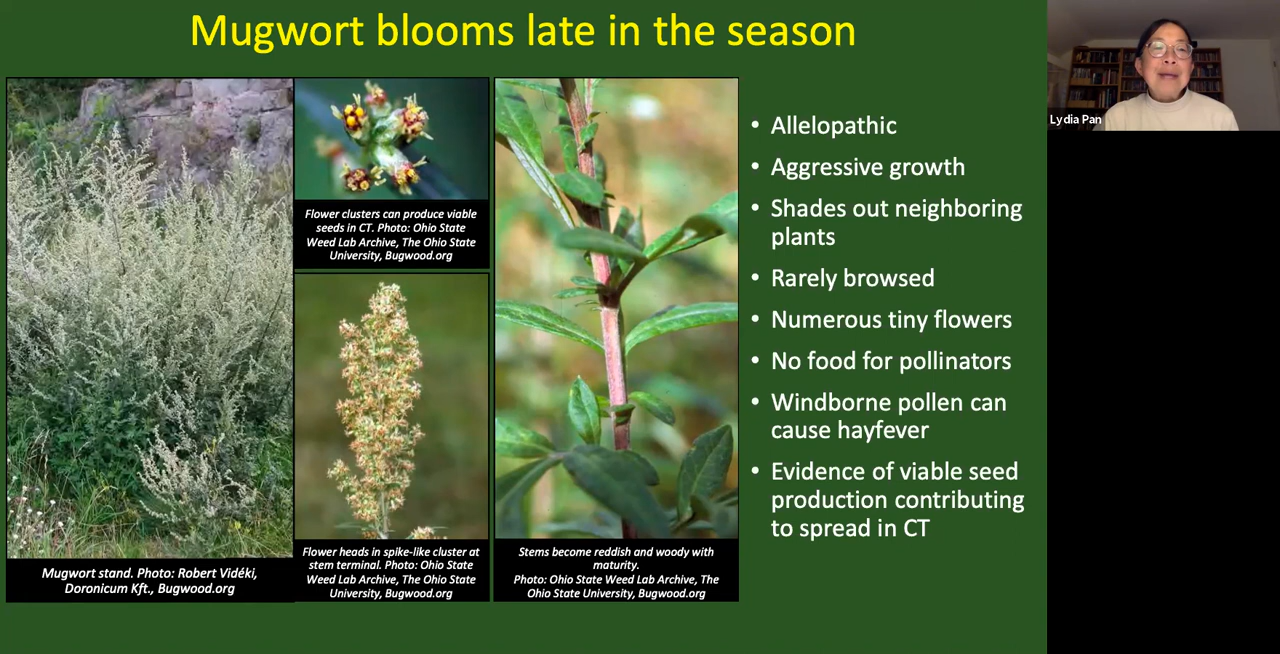 Mugwort blooms late in the season
Mugwort stand. Photo: Robert Vidéki,
Doronicum Kft., Bugwood.org
Flower clusters can produce viable
seeds in CT. Photo: Ohio State
Weed Lab Archive, The Ohio State
University, Bugwood.org
Flower heads in spike-like cluster at
stem terminal. Photo: Ohio State
Weed Lab Archive, The Ohio State
University, Bugwood.org
Stems become reddish and woody with
maturity.
Photo: Ohio State Weed Lab Archive, The
Ohio State University, Bugwood.org
• Allelopathic
• Aggressive growth
• Shades out neighboring
plants
• Rarely browsed
• Numerous tiny flowers
• No food for pollinators
• Windborne pollen can
cause hayfever
• Evidence of viable seed
production contributing
to spread in CT
Lydia Pan